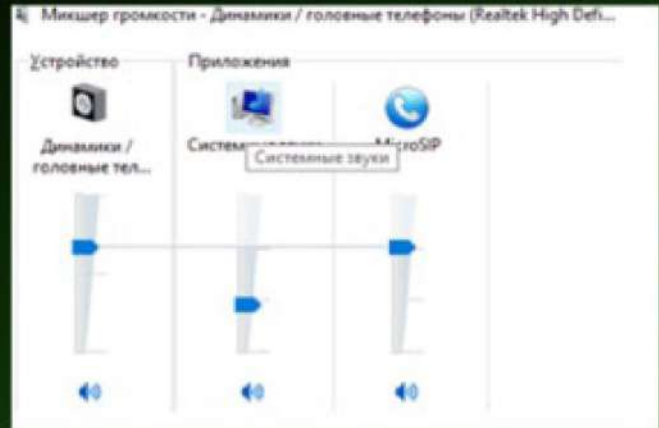 Микшер громкости - Динамики / головные телефоны (Realtek High Defi...
Устройство
Приложения
Динамики /
головные тел...
Системные звуки
MicroSIP